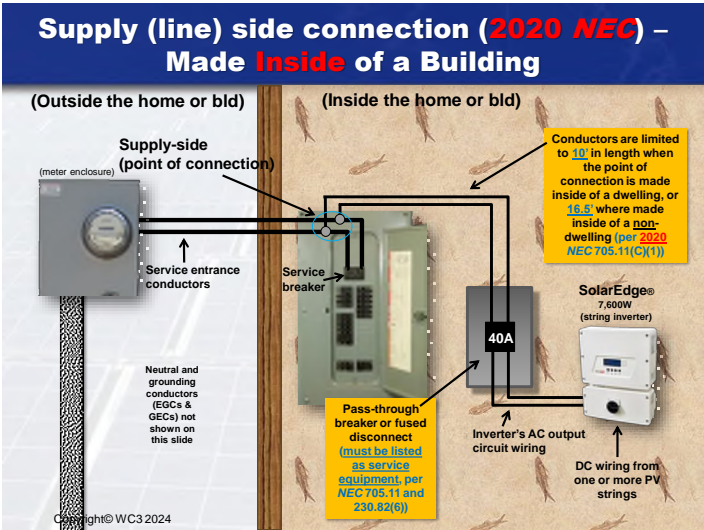 Supply (line) side connection (2020 NEC) –
Made Inside of a Building
(Outside the home or bld)
(Inside the home or bld)
Supply-side
(point of connection)
(meter enclosure)
Conductors are limited
to 10' in length when
the point of
connection is made
inside of a dwelling, or
16.5' where made
inside of a non-
dwelling (per 2020
NEC 705.11(C)(1))
Service entrance
conductors
Service
breaker
SolarEdge®
7,600W
(string inverter)
40A
Neutral and
grounding
conductors
(EGCs &
GECs) not
shown on
this slide
Pass-through
breaker or fused
disconnect
(must be listed
as service
equipment, per
NEC 705.11 and
230.82(6))
Inverter's AC output
circuit wiring
DC wiring from
one or more PV
strings
Copyright© WC3 2024